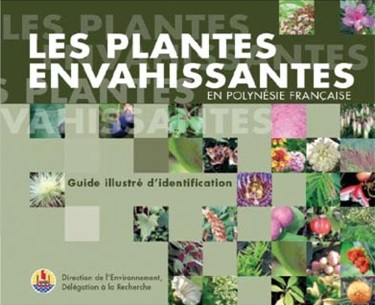 LES PLANTES
ENVAHISSANTES
EN POLYNÉSIE FRANÇAISE
Guide illustré d'identification
Direction de l'Environnement,
Délégation à la Recherche